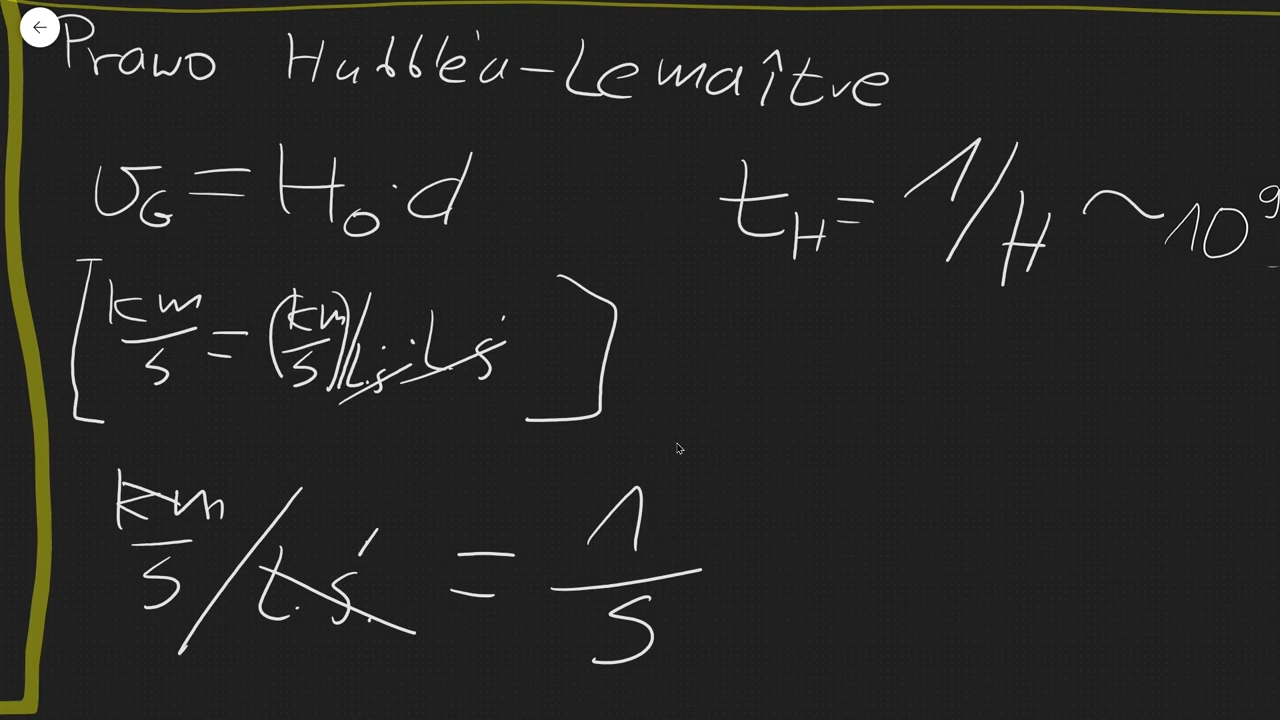 Prawo Hubble'a-Lemaître
v_G = H_0 · d
t_H = 1/H ~ 10^9
[km/s = (km/s)/l.ś. · l.ś.]
km/s / l.ś. = 1/s